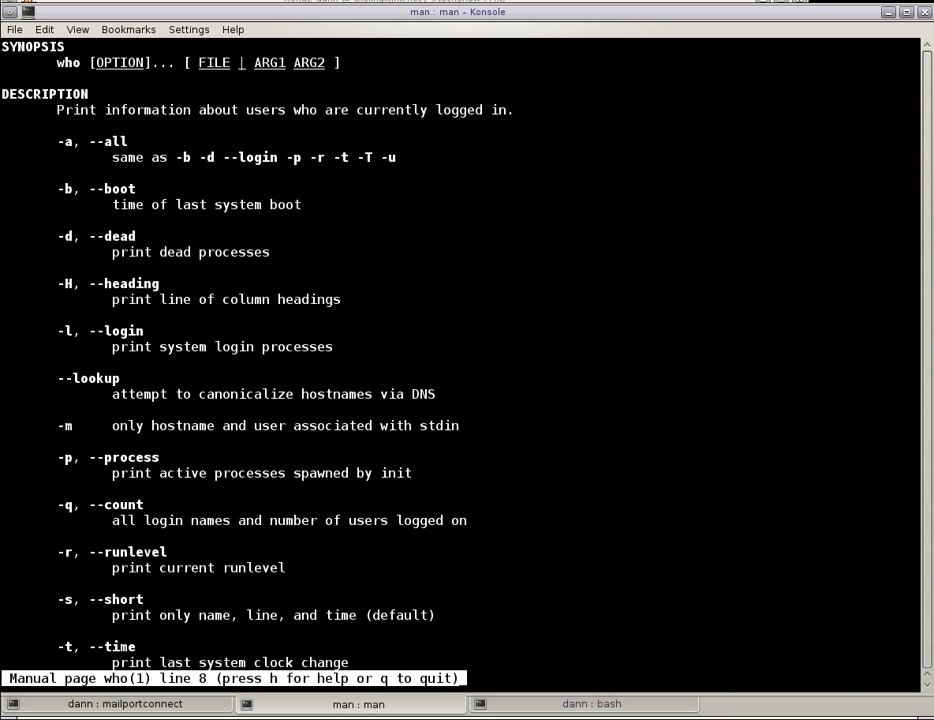 man : man – Konsole
File Edit View Bookmarks Settings Help
SYNOPSIS
who [OPTION]... [ FILE | ARG1 ARG2 ]
DESCRIPTION
Print information about users who are currently logged in.
-a, --all
same as -b -d --login -p -r -t -T -u
-b, --boot
time of last system boot
-d, --dead
print dead processes
-H, --heading
print line of column headings
-l, --login
print system login processes
--lookup
attempt to canonicalize hostnames via DNS
-m only hostname and user associated with stdin
-p, --process
print active processes spawned by init
-q, --count
all login names and number of users logged on
-r, --runlevel
print current runlevel
-s, --short
print only name, line, and time (default)
-t, --time
print last system clock change
Manual page who(1) line 8 (press h for help or q to quit)
dann : mailportconnect man : man dann : bash